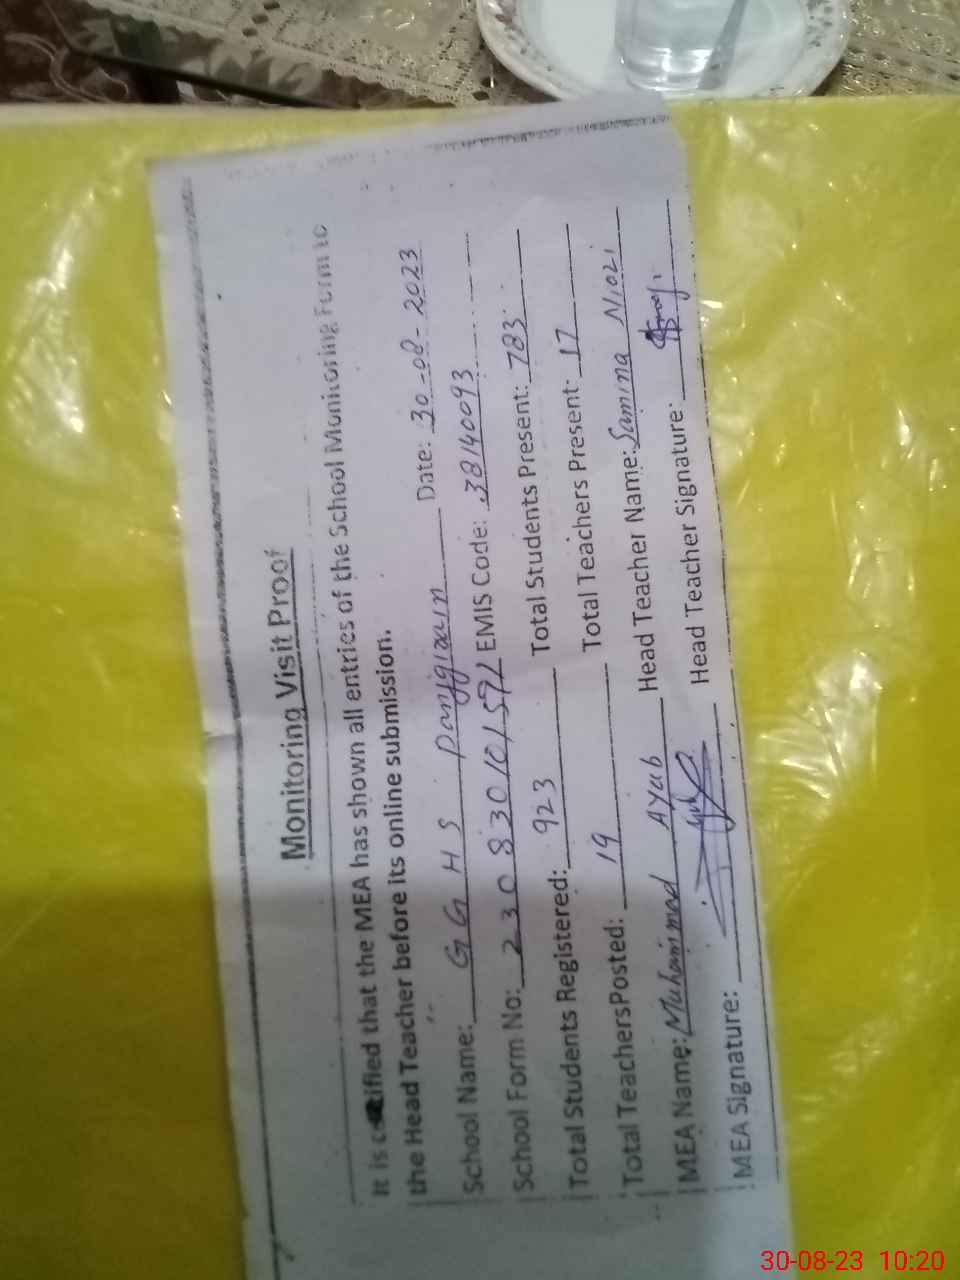 Monitoring Visit Proof
It is certified that the MEA has shown all entries of the School Monitoring Form to
the Head Teacher before its online submission.
School Name: GGHS panjgirain Date: 30-08-2023
School Form No: 230830101571 EMIS Code: 38140093
Total Students Registered: 923 Total Students Present: 783
Total TeachersPosted: 19 Total Teachers Present: 17
MEA Name: Muhammad Ayub Head Teacher Name: Samina Niazi
MEA Signature: Head Teacher Signature:
30-08-23 10:20